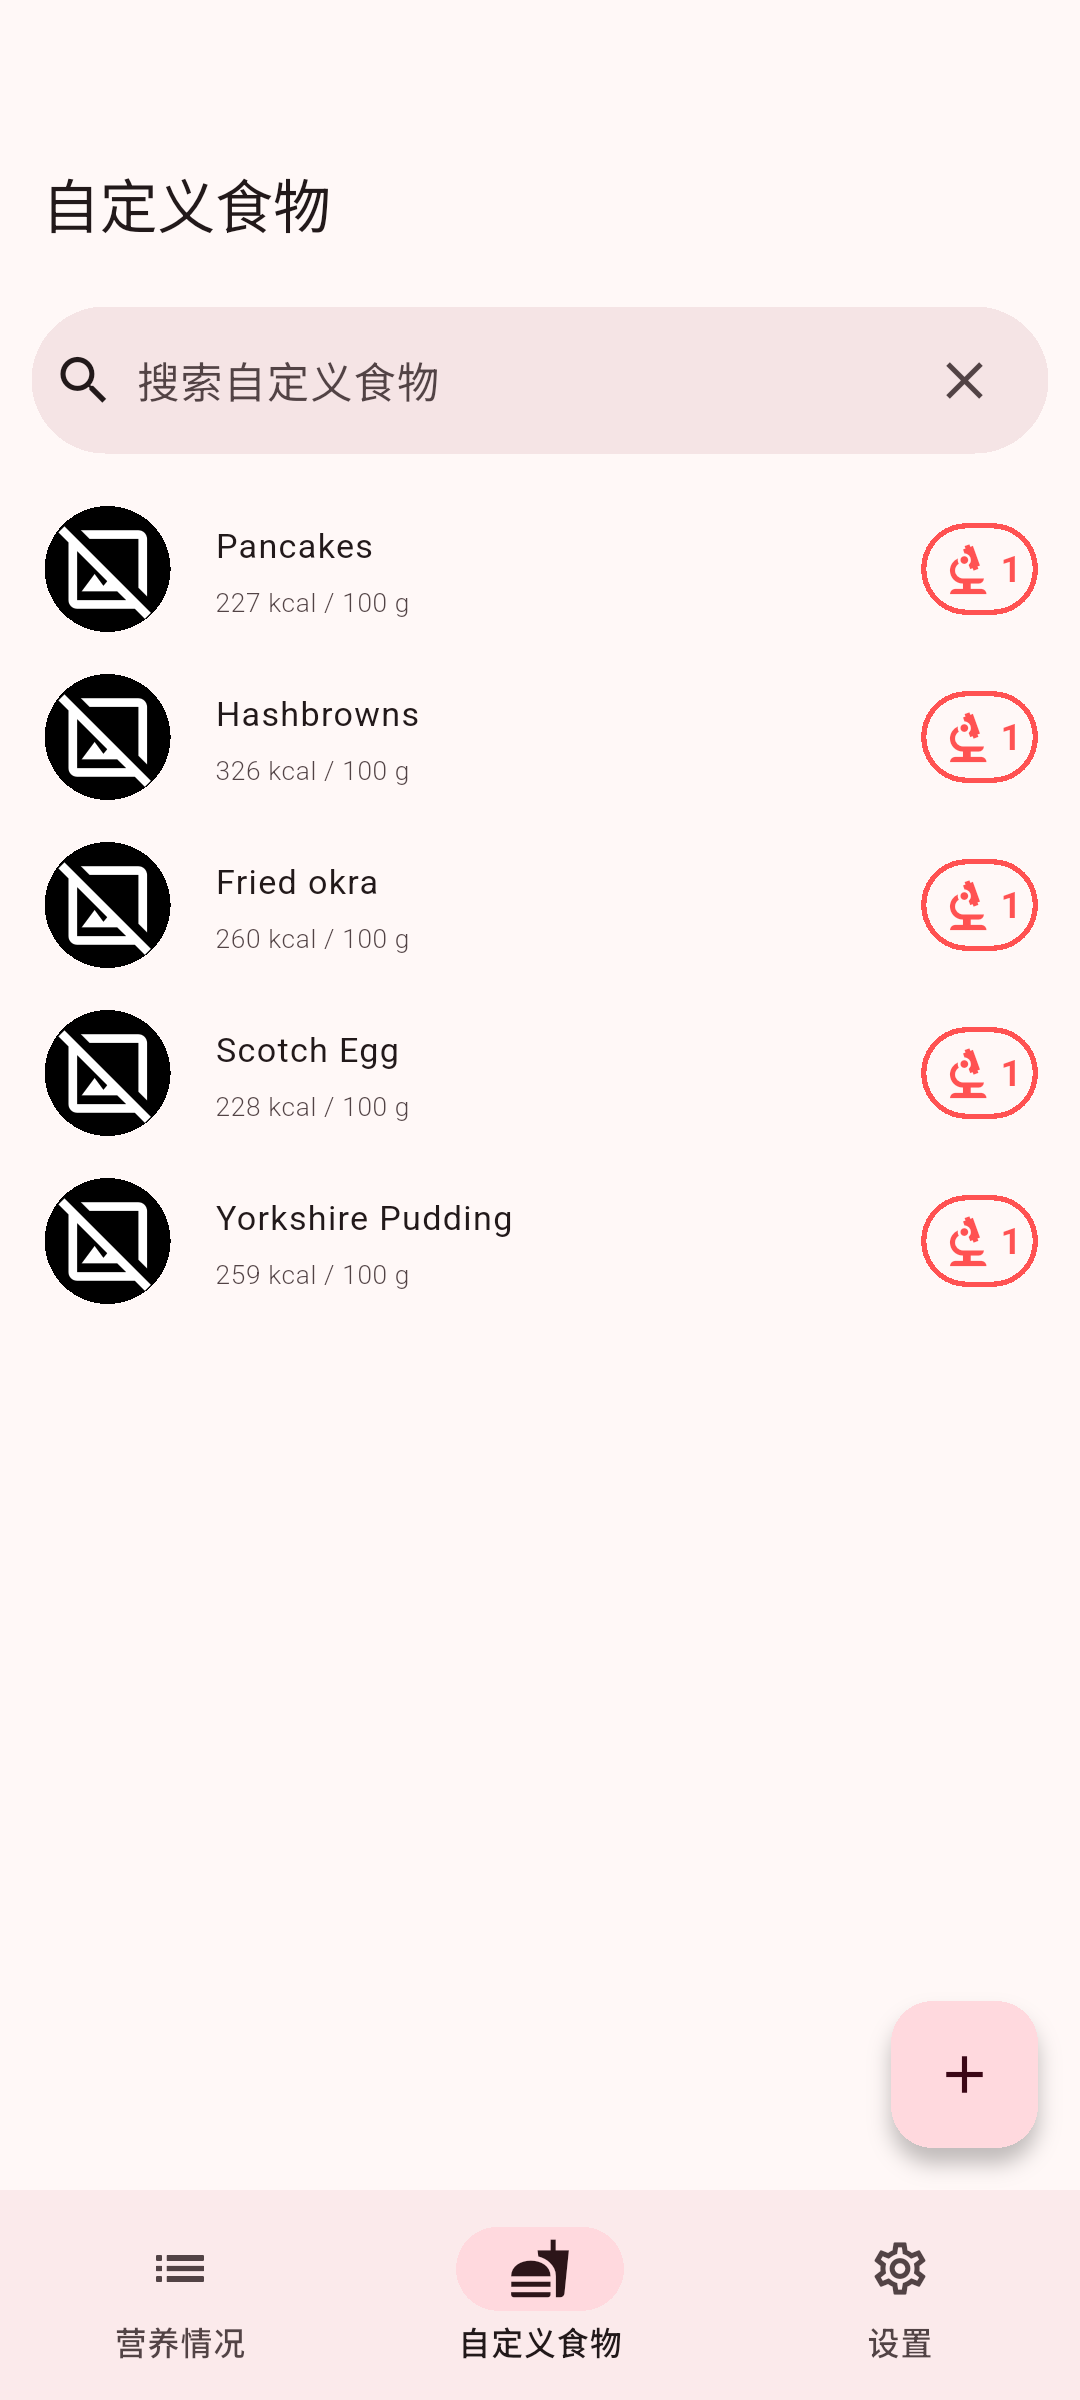 自定义食物
搜索自定义食物
Pancakes
227 kcal / 100 g
1
Hashbrowns
326 kcal / 100 g
1
Fried okra
260 kcal / 100 g
1
Scotch Egg
228 kcal / 100 g
1
Yorkshire Pudding
259 kcal / 100 g
1
营养情况
自定义食物
设置